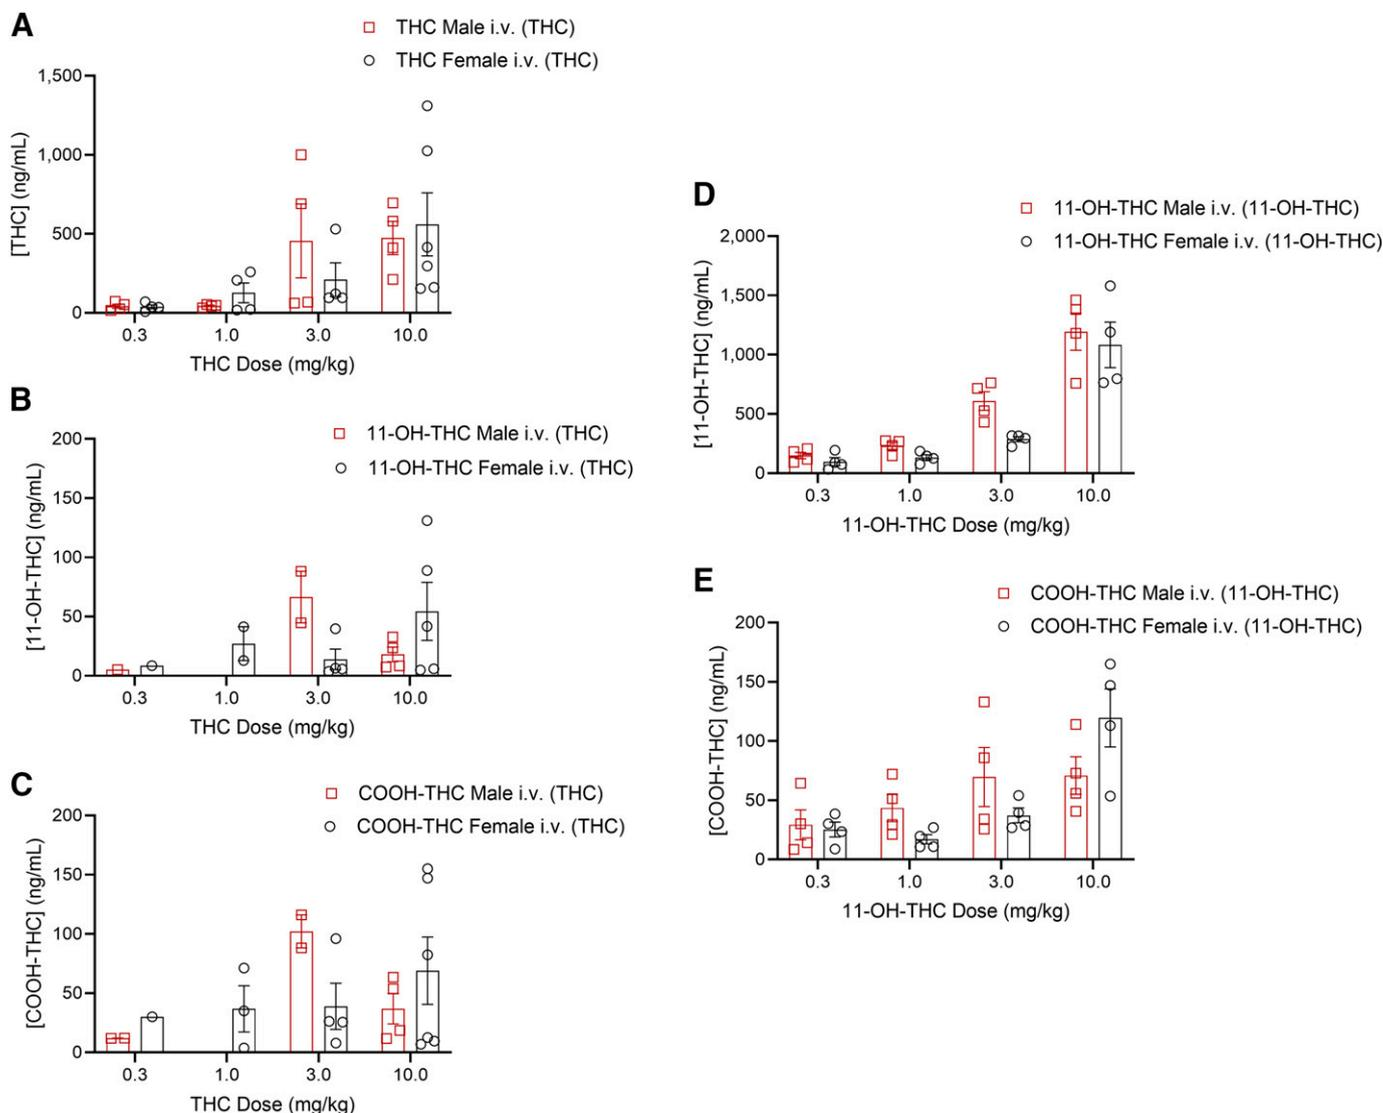 A
THC Male i.v. (THC)
THC Female i.v. (THC)
[THC] (ng/mL)
1,500
1,000
500
0
0.3 1.0 3.0 10.0
THC Dose (mg/kg)
B
11-OH-THC Male i.v. (THC)
11-OH-THC Female i.v. (THC)
[11-OH-THC] (ng/mL)
200
150
100
50
0
0.3 1.0 3.0 10.0
THC Dose (mg/kg)
C
COOH-THC Male i.v. (THC)
COOH-THC Female i.v. (THC)
[COOH-THC] (ng/mL)
200
150
100
50
0
0.3 1.0 3.0 10.0
THC Dose (mg/kg)
D
11-OH-THC Male i.v. (11-OH-THC)
11-OH-THC Female i.v. (11-OH-THC)
[11-OH-THC] (ng/mL)
2,000
1,500
1,000
500
0
0.3 1.0 3.0 10.0
11-OH-THC Dose (mg/kg)
E
COOH-THC Male i.v. (11-OH-THC)
COOH-THC Female i.v. (11-OH-THC)
[COOH-THC] (ng/mL)
200
150
100
50
0
0.3 1.0 3.0 10.0
11-OH-THC Dose (mg/kg)